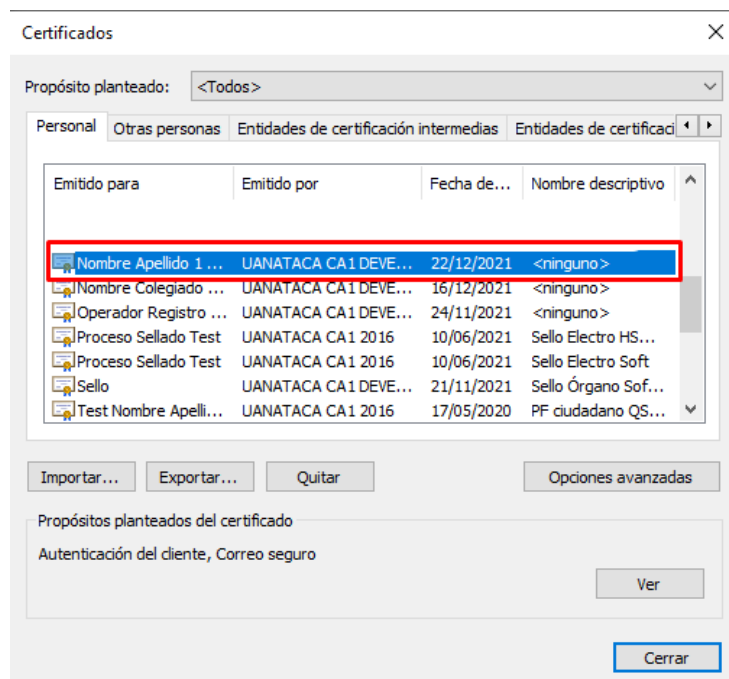 Certificados
Propósito planteado: <Todos>
Personal Otras personas Entidades de certificación intermedias Entidades de certificaci
Emitido para Emitido por Fecha de... Nombre descriptivo
Nombre Apellido 1 ... UANATACA CA1 DEVE... 22/12/2021 <ninguno>
Nombre Colegiado ... UANATACA CA1 DEVE... 16/12/2021 <ninguno>
Operador Registro ... UANATACA CA1 DEVE... 24/11/2021 <ninguno>
Proceso Sellado Test UANATACA CA1 2016 10/06/2021 Sello Electro HS...
Proceso Sellado Test UANATACA CA1 2016 10/06/2021 Sello Electro Soft
Sello UANATACA CA1 DEVE... 21/11/2021 Sello Órgano Sof...
Test Nombre Apelli... UANATACA CA1 2016 17/05/2020 PF ciudadano QS...
Importar... Exportar... Quitar Opciones avanzadas
Propósitos planteados del certificado
Autenticación del cliente, Correo seguro
Ver
Cerrar